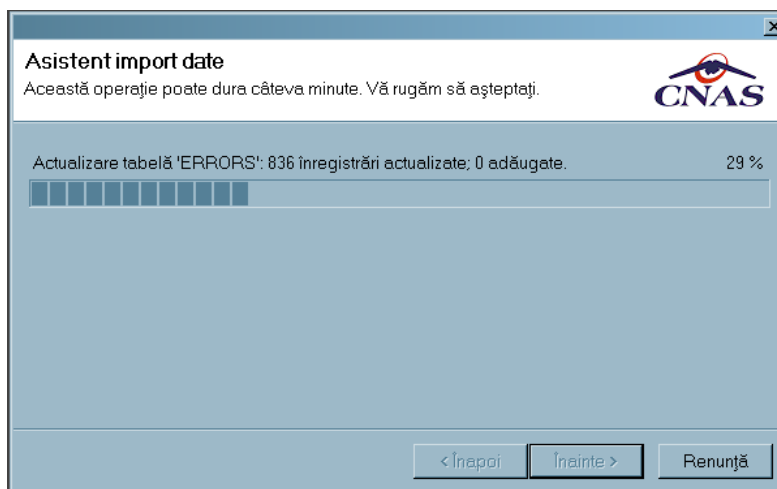 Asistent import date
Această operaţie poate dura câteva minute. Vă rugăm să aşteptaţi.
CNAS
Actualizare tabelă 'ERRORS': 836 înregistrări actualizate; 0 adăugate. 29 %
< Înapoi Înainte > Renunţă